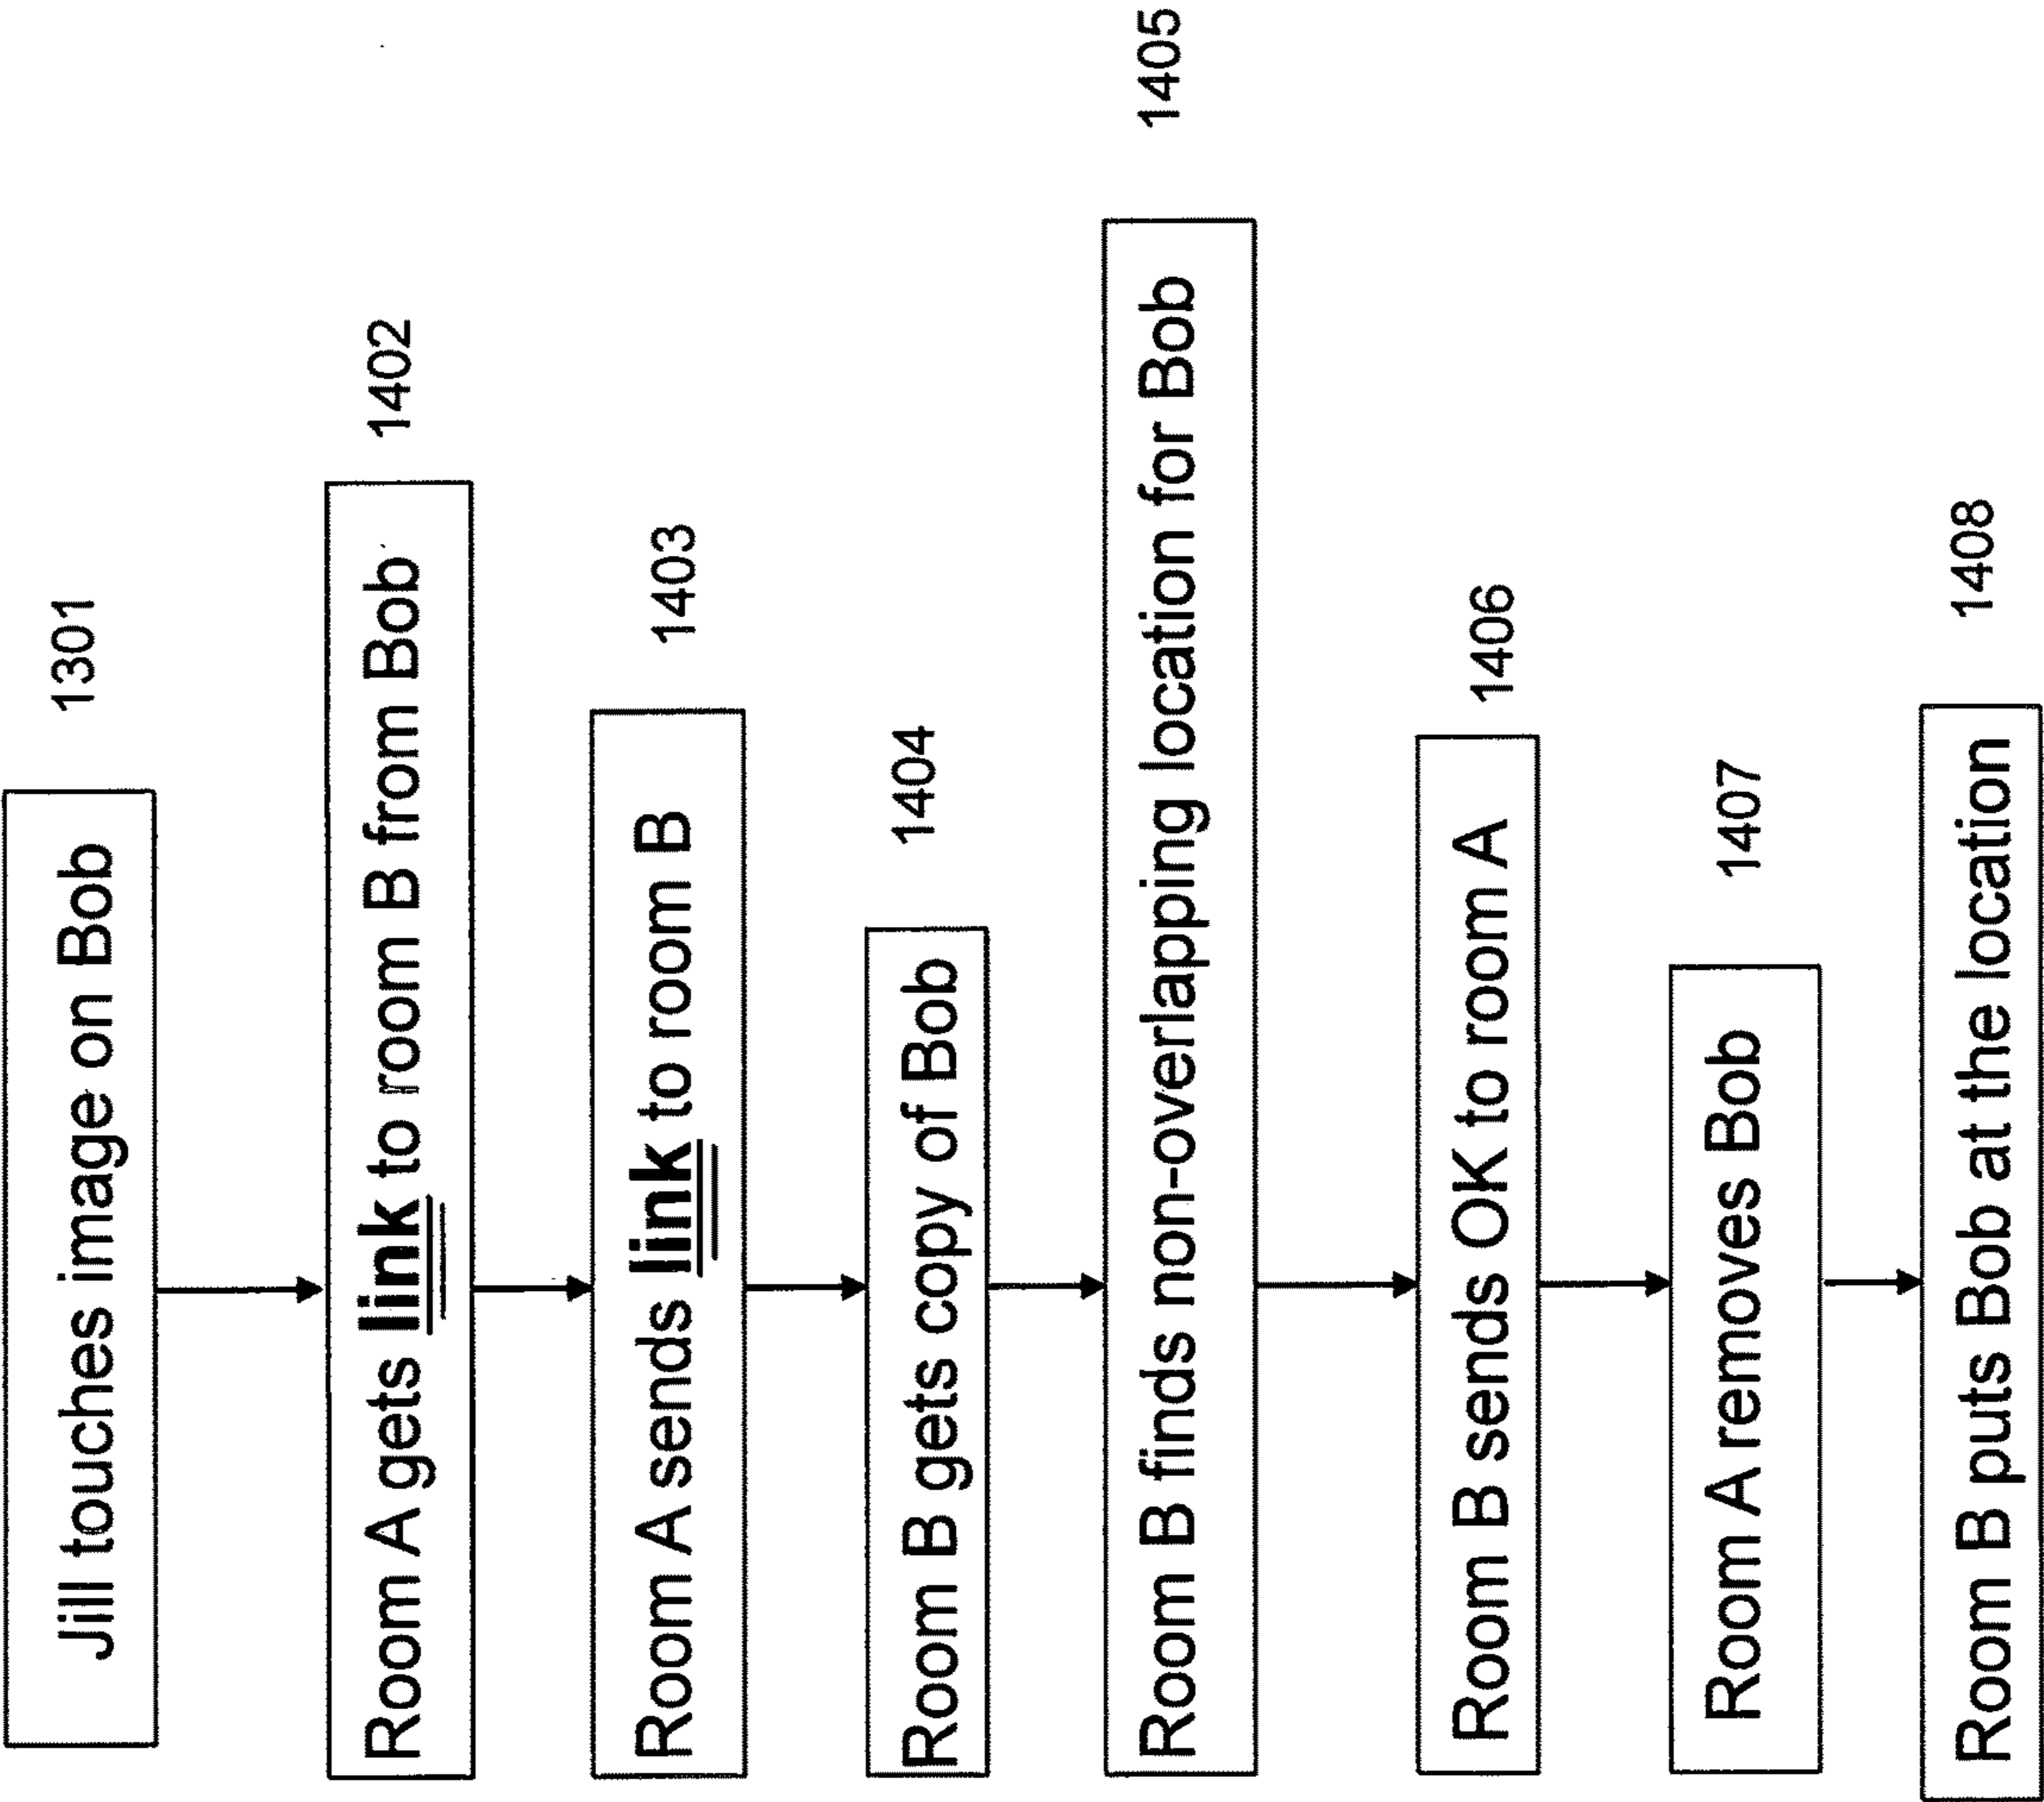 Jill touches image on Bob
1301
Room A gets link to room B from Bob
1402
Room A sends link to room B
1403
Room B gets copy of Bob
1404
Room B finds non-overlapping location for Bob
1405
Room B sends OK to room A
1406
Room A removes Bob
1407
Room B puts Bob at the location
1408